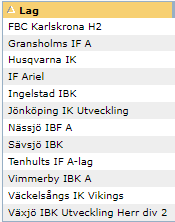 Lag
FBC Karlskrona H2
Gransholms IF A
Husqvarna IK
IF Ariel
Ingelstad IBK
Jönköping IK Utveckling
Nässjö IBF A
Sävsjö IBK
Tenhults IF A-lag
Vimmerby IBK A
Väckelsångs IK Vikings
Växjö IBK Utveckling Herr div 2